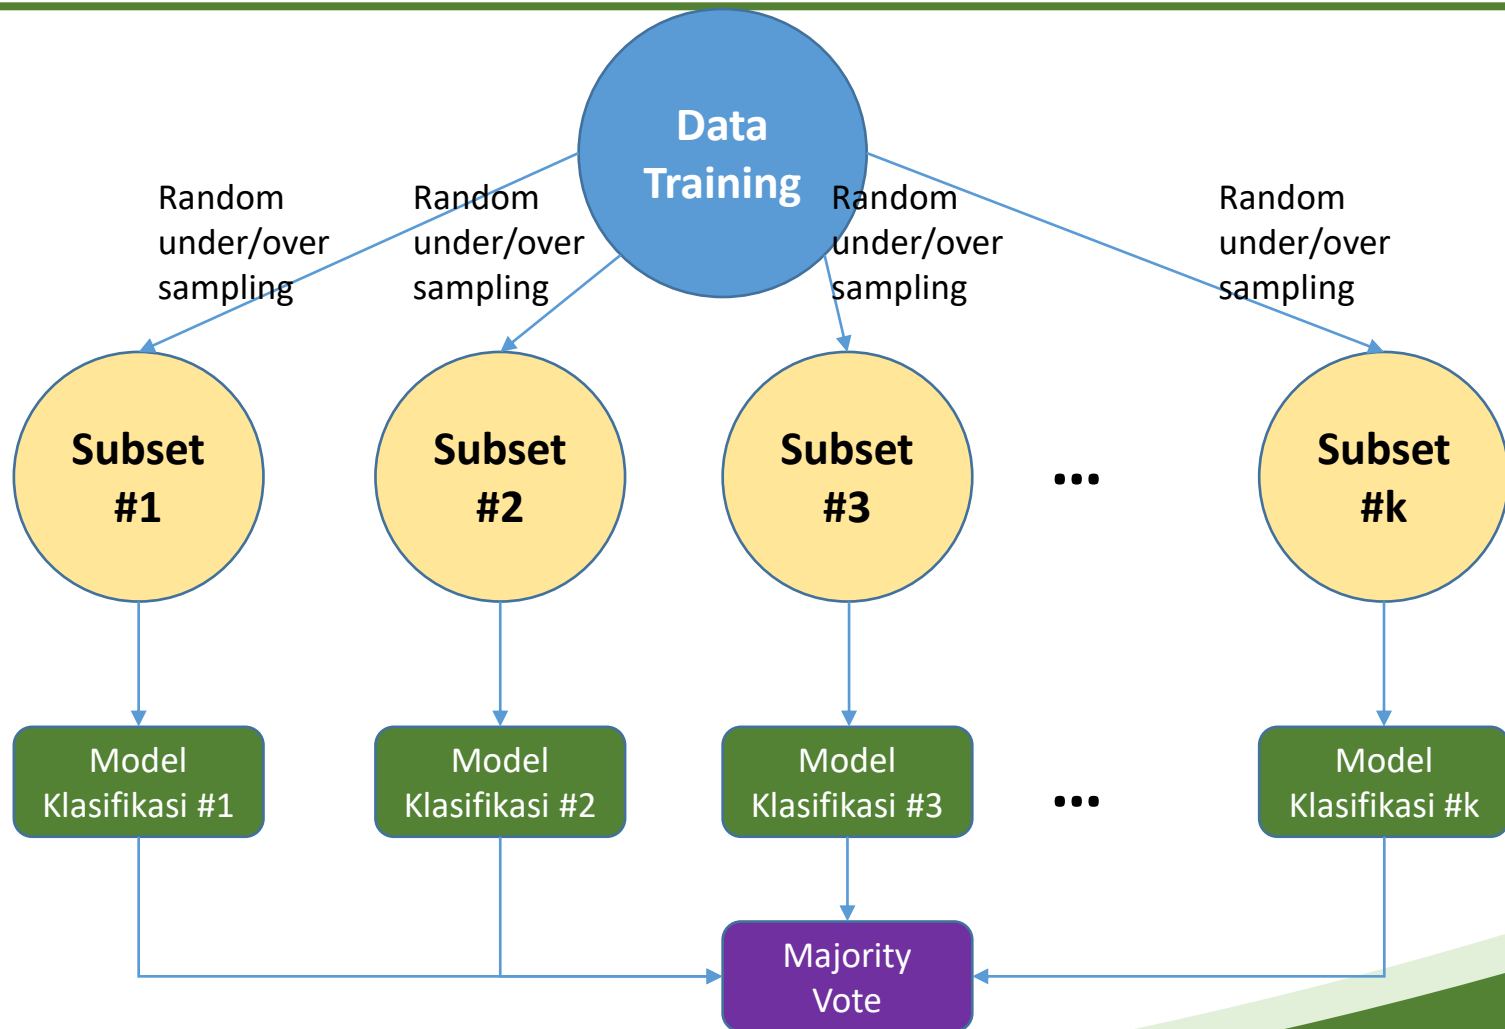 Data
Training
Random
under/over
sampling
Random
under/over
sampling
Random
under/over
sampling
Random
under/over
sampling
Subset
#1
Subset
#2
Subset
#3
...
Subset
#k
Model
Klasifikasi #1
Model
Klasifikasi #2
Model
Klasifikasi #3
...
Model
Klasifikasi #k
Majority
Vote